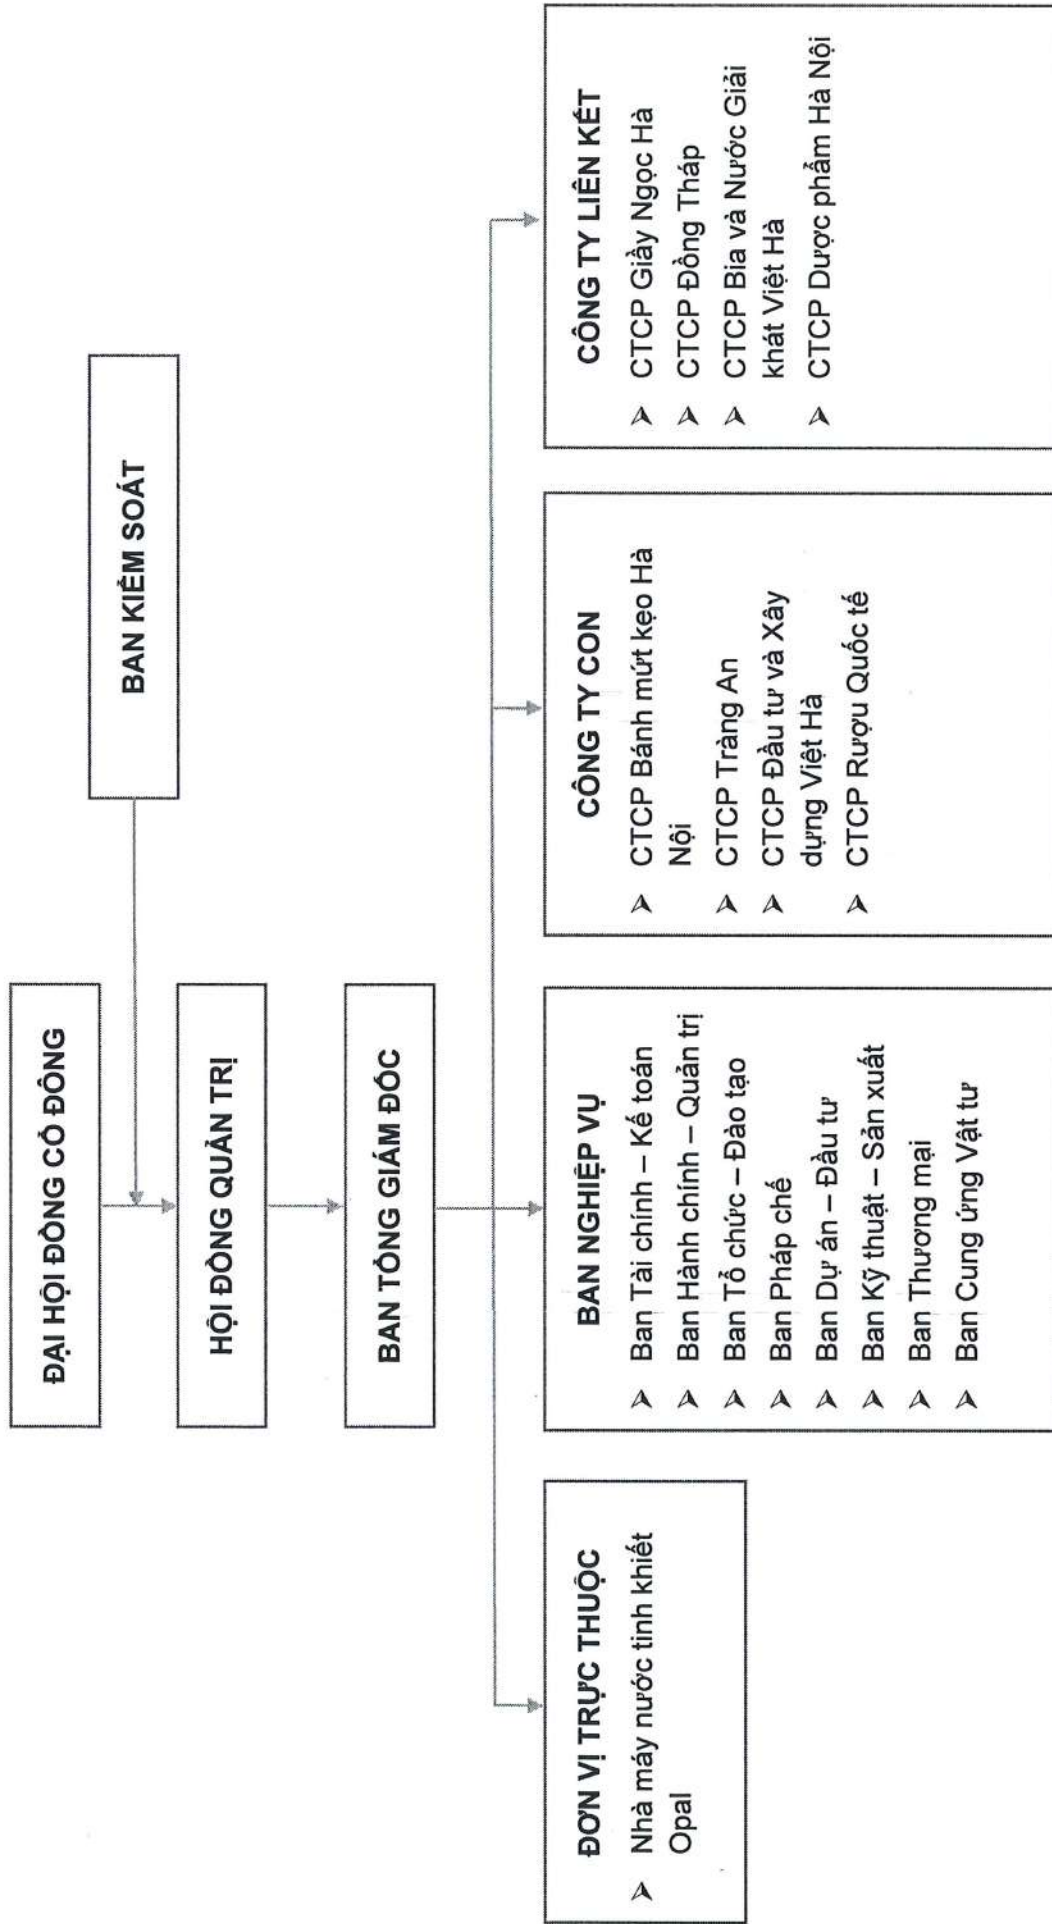 ĐẠI HỘI ĐỒNG CỔ ĐÔNG
BAN KIỂM SOÁT
HỘI ĐỒNG QUẢN TRỊ
BAN TỔNG GIÁM ĐỐC
ĐƠN VỊ TRỰC THUỘC
➢ Nhà máy nước tinh khiết
Opal
BAN NGHIỆP VỤ
➢ Ban Tài chính – Kế toán
➢ Ban Hành chính – Quản trị
➢ Ban Tổ chức – Đào tạo
➢ Ban Pháp chế
➢ Ban Dự án – Đầu tư
➢ Ban Kỹ thuật – Sản xuất
➢ Ban Thương mại
➢ Ban Cung ứng Vật tư
CÔNG TY CON
➢ CTCP Bánh mứt kẹo Hà
Nội
➢ CTCP Tràng An
➢ CTCP Đầu tư và Xây
dựng Việt Hà
➢ CTCP Rượu Quốc tế
CÔNG TY LIÊN KẾT
➢ CTCP Giầy Ngọc Hà
➢ CTCP Đồng Tháp
➢ CTCP Bia và Nước Giải
khát Việt Hà
➢ CTCP Dược phẩm Hà Nội